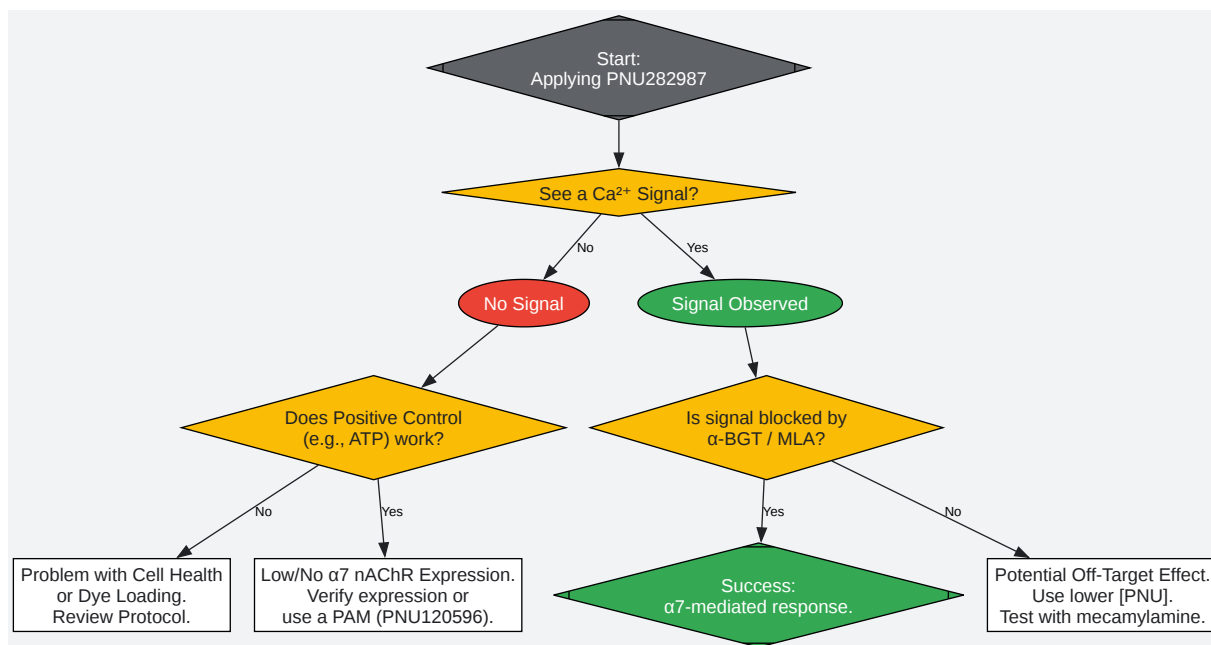 Start:
Applying PNU282987
See a Ca²⁺ Signal?
No
Yes
No Signal
Signal Observed
Does Positive Control
(e.g., ATP) work?
Is signal blocked by
α-BGT / MLA?
No
Yes
Yes
No
Problem with Cell Health
or Dye Loading.
Review Protocol.
Low/No α7 nAChR Expression.
Verify expression or
use a PAM (PNU120596).
Success:
α7-mediated response.
Potential Off-Target Effect.
Use lower [PNU].
Test with mecamylamine.